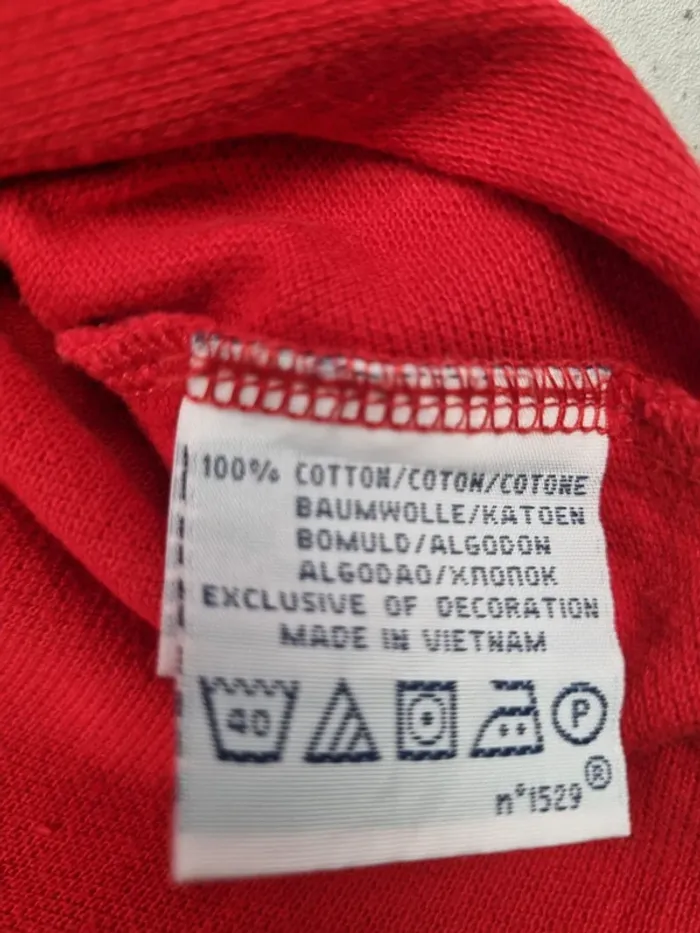 100% COTTON/COTON/COTONE
BAUMWOLLE/KATOEN
BOMULD/ALGODON
ALGODAO/ХЛОПОК
EXCLUSIVE OF DECORATION
MADE IN VIETNAM
40 P
n°1529®